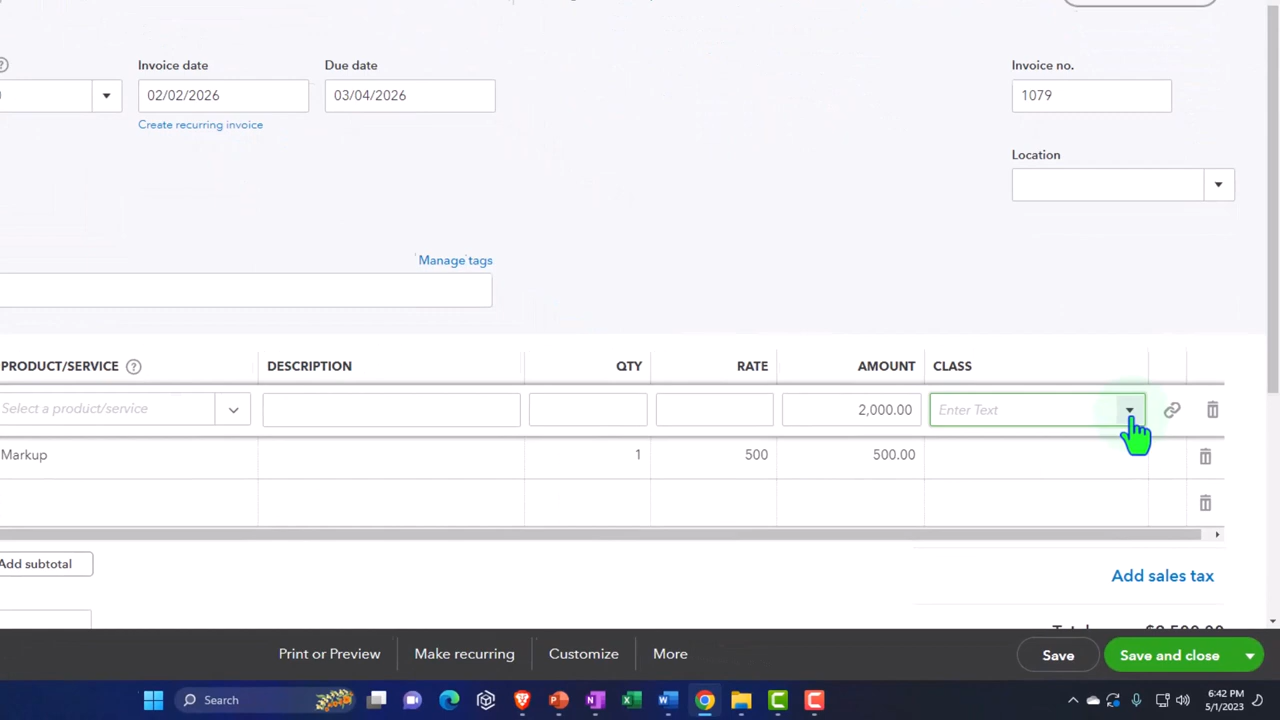 Invoice date Due date Invoice no.
0 02/02/2026 03/04/2026 1079
Create recurring invoice
Location
Manage tags
PRODUCT/SERVICE ? DESCRIPTION QTY RATE AMOUNT CLASS
Select a product/service 2,000.00 Enter Text
Markup 1 500 500.00
Add subtotal
Add sales tax
Print or Preview Make recurring Customize More Save Save and close
Search 6:42 PM
5/1/2023